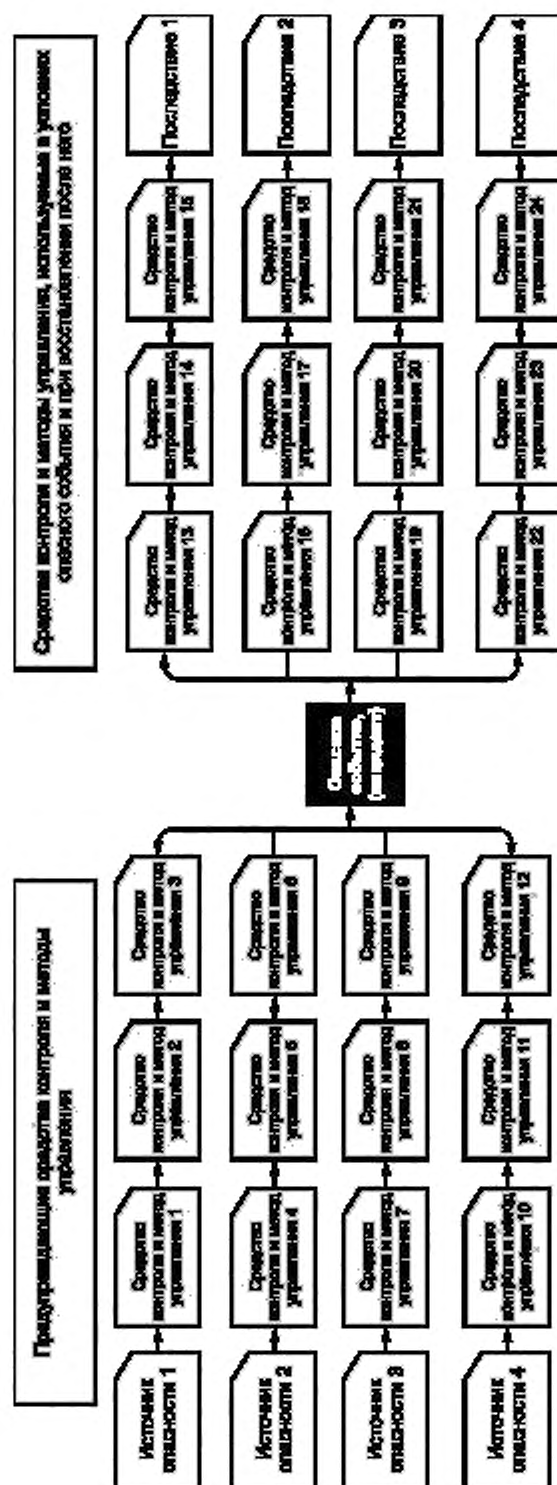 Предупреждающие средства контроля и методы
управления
Средства контроля и методы управления, используемые в условиях
опасного события и при восстановлении после него
Источник
опасности 1
Средство
контроля и метод
управления 1
Средство
контроля и метод
управления 2
Средство
контроля и метод
управления 3
Источник
опасности 2
Средство
контроля и метод
управления 4
Средство
контроля и метод
управления 5
Средство
контроля и метод
управления 6
Источник
опасности 3
Средство
контроля и метод
управления 7
Средство
контроля и метод
управления 8
Средство
контроля и метод
управления 9
Источник
опасности 4
Средство
контроля и метод
управления 10
Средство
контроля и метод
управления 11
Средство
контроля и метод
управления 12
Опасное
событие
Средство
контроля и метод
управления 13
Средство
контроля и метод
управления 14
Средство
контроля и метод
управления 15
Последствие 1
Средство
контроля и метод
управления 16
Средство
контроля и метод
управления 17
Средство
контроля и метод
управления 18
Последствие 2
Средство
контроля и метод
управления 19
Средство
контроля и метод
управления 20
Средство
контроля и метод
управления 21
Последствие 3
Средство
контроля и метод
управления 22
Средство
контроля и метод
управления 23
Средство
контроля и метод
управления 24
Последствие 4